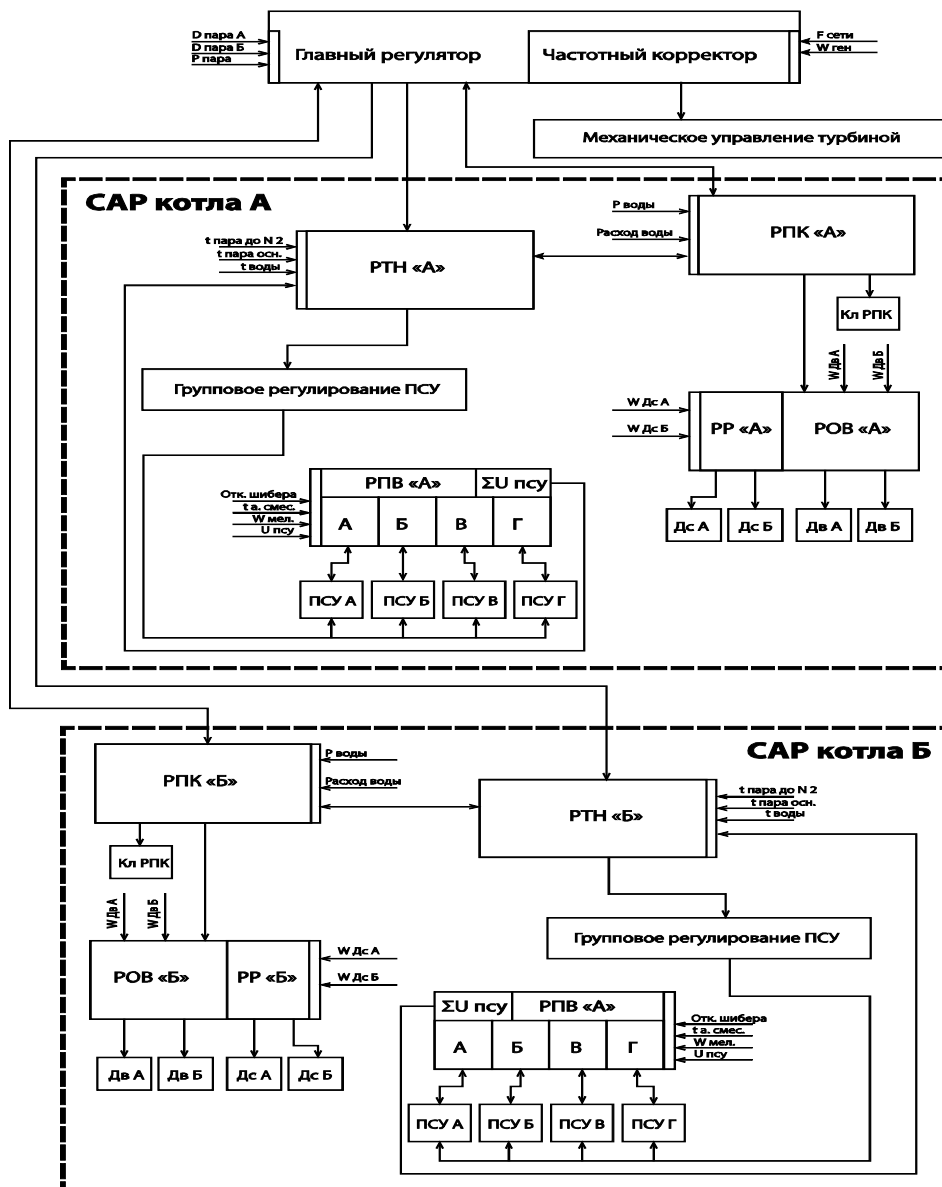 D пара А
D пара Б
P пара
Главный регулятор
Частотный корректор
F сети
W ген
Механическое управление турбиной
САР котла А
P воды
Расход воды
РПК «А»
t пара до N 2
t пара осн.
t воды
РТН «А»
Кл РПК
W Дв А
W Дв Б
Групповое регулирование ПСУ
W Дс А
W Дс Б
РР «А»
РОВ «А»
РПВ «А»
ΣU псу
Отк. шибера
t а. смес.
W мел.
U псу
А
Б
В
Г
Дс А
Дс Б
Дв А
Дв Б
ПСУ А
ПСУ Б
ПСУ В
ПСУ Г
САР котла Б
РПК «Б»
P воды
Расход воды
РТН «Б»
t пара до N 2
t пара осн.
t воды
Кл РПК
W Дв А
W Дв Б
Групповое регулирование ПСУ
РОВ «Б»
РР «Б»
W Дс А
W Дс Б
ΣU псу
РПВ «А»
Отк. шибера
t а. смес.
W мел.
U псу
А
Б
В
Г
Дв А
Дв Б
Дс А
Дс Б
ПСУ А
ПСУ Б
ПСУ В
ПСУ Г